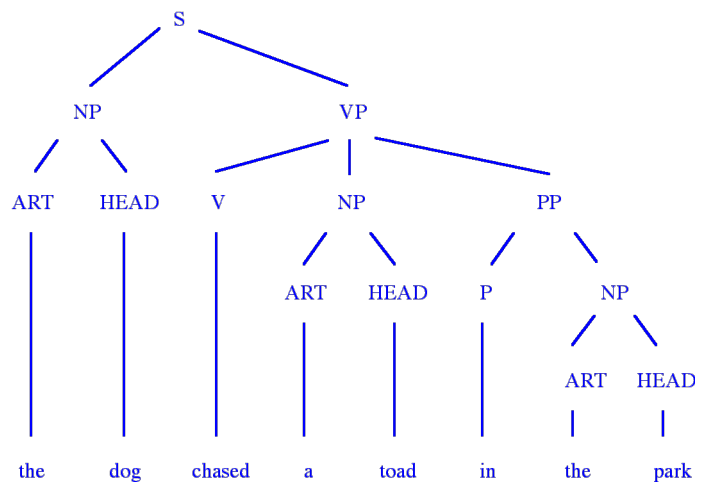 S
NP VP
ART HEAD V NP PP
ART HEAD P NP
ART HEAD
the dog chased a toad in the park